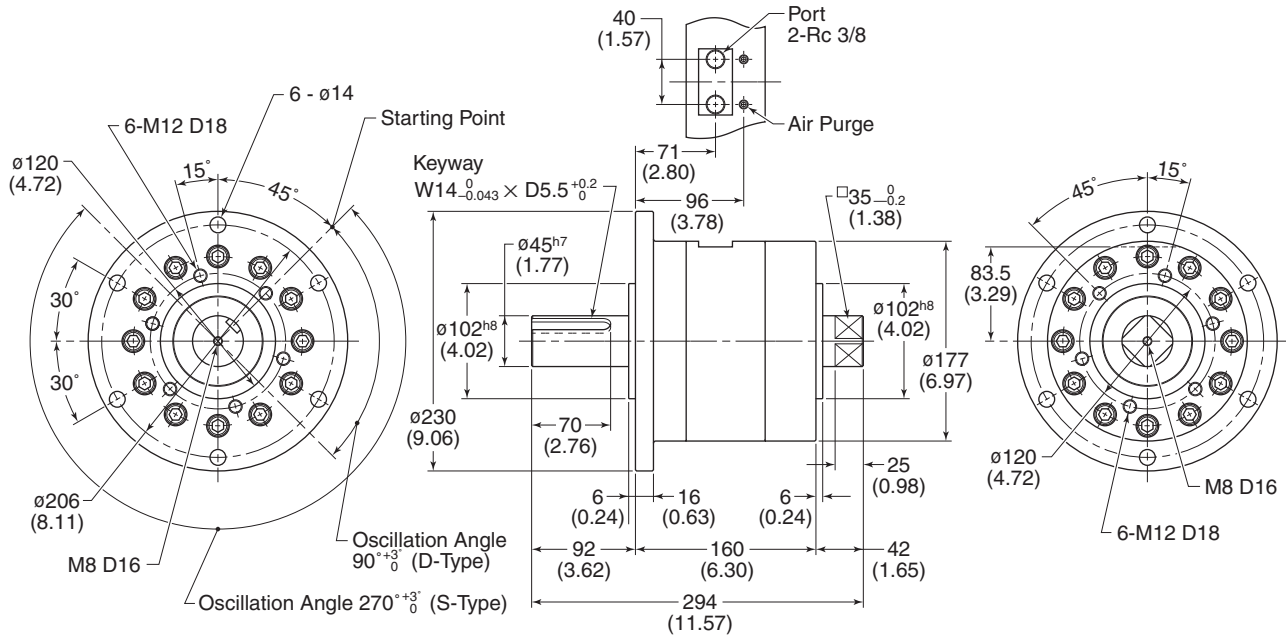 40
(1.57)
Port
2-Rc 3/8
Air Purge
71
(2.80)
96
(3.78)
6 - ø14
6-M12 D18
Starting Point
ø120
(4.72)
15°
45°
30°
30°
ø206
(8.11)
M8 D16
Oscillation Angle
90° +3° 0 (D-Type)
Oscillation Angle 270° +3° 0 (S-Type)
Keyway
W14 0 -0.043 × D5.5 +0.2 0
ø45h7
(1.77)
ø102h8
(4.02)
ø230
(9.06)
70
(2.76)
6
(0.24)
16
(0.63)
6
(0.24)
92
(3.62)
160
(6.30)
42
(1.65)
294
(11.57)
□35 0 -0.2
(1.38)
ø102h8
(4.02)
ø177
(6.97)
25
(0.98)
45°
15°
83.5
(3.29)
ø120
(4.72)
M8 D16
6-M12 D18